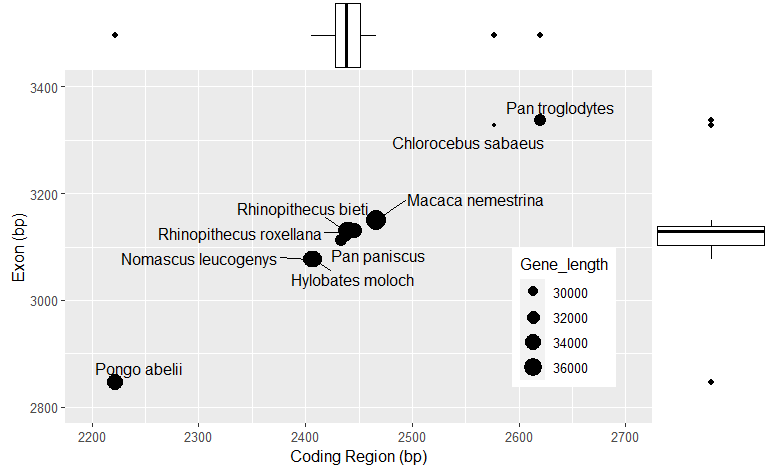 3400
Pan troglodytes
Chlorocebus sabaeus
3200
Macaca nemestrina
Rhinopithecus bieti
Rhinopithecus roxellana
Exon (bp)
Pan paniscus
Nomascus leucogenys
Hylobates moloch
Gene_length
30000
32000
34000
36000
3000
Pongo abelii
2800
2200
2300
2400
2500
2600
2700
Coding Region (bp)